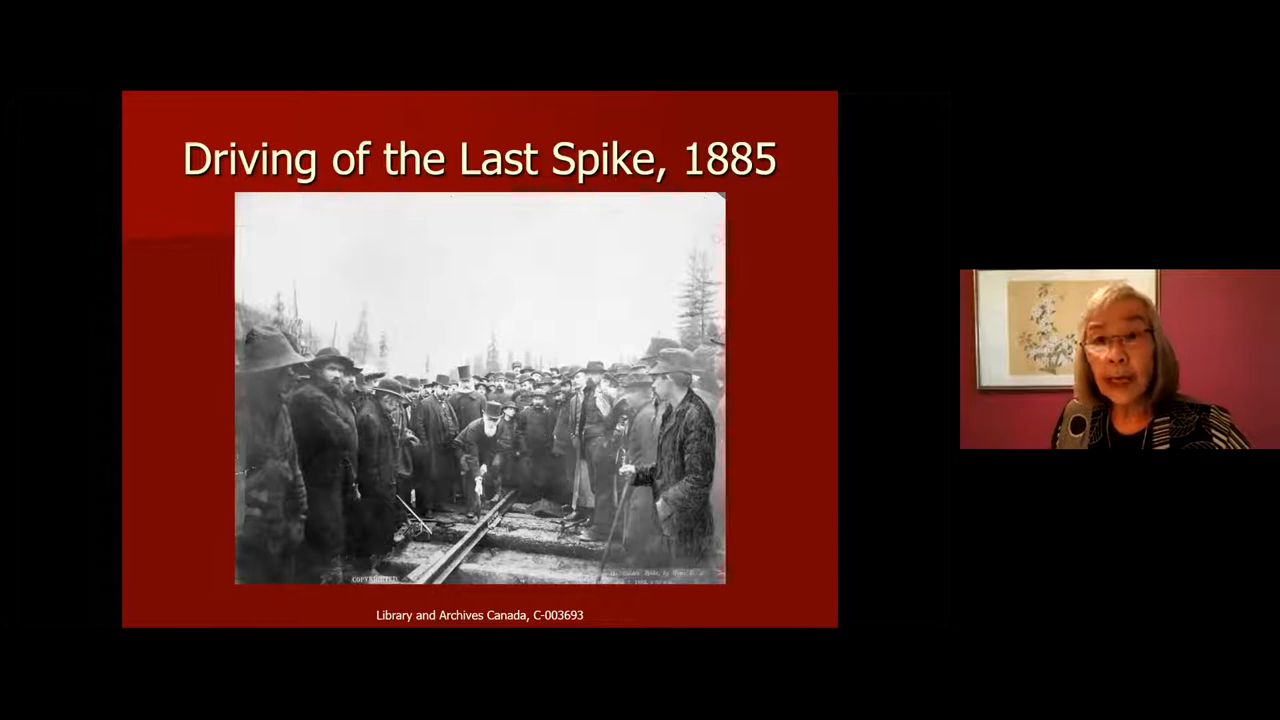 Driving of the Last Spike, 1885
COPYRIGHTED
Library and Archives Canada, C-003693